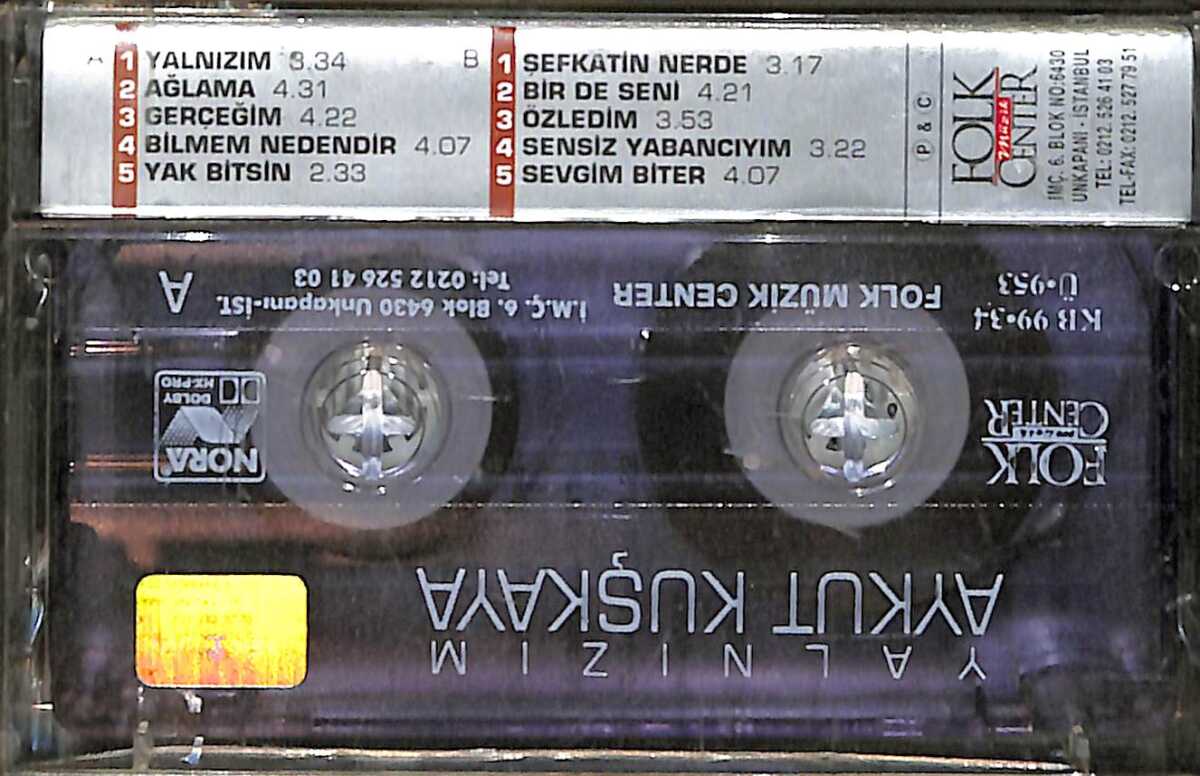 A
1 YALNIZIM 3.34
2 AĞLAMA 4.31
3 GERÇEĞİM 4.22
4 BİLMEM NEDENDİR 4.07
5 YAK BİTSİN 2.33
B
1 ŞEFKATİN NERDE 3.17
2 BİR DE SENİ 4.21
3 ÖZLEDİM 3.53
4 SENSİZ YABANCIYIM 3.22
5 SEVGİM BİTER 4.07
P & C
FOLK
müzik
CENTER
İMÇ. 6. BLOK NO:6430
UNKAPANI - İSTANBUL
TEL: 0212. 526 41 03
TEL-FAX: 0212. 527 79 51
YALNIZIM
AYKUT KUŞKAYA
FOLK
müzik
CENTER
NORA
DOLBY
HX-PRO
KB 99•34
Ü•953
FOLK MÜZİK CENTER
İ.M.Ç. 6. Blok 6430 Unkapanı-İST.
Tel: 0212 526 41 03
A